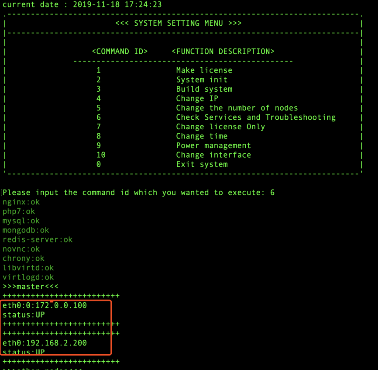 current date : 2019-11-18 17:24:23
<<< SYSTEM SETTING MENU >>>
<COMMAND ID> <FUNCTION DESCRIPTION>
1 Make license
2 System init
3 Build system
4 Change IP
5 Change the number of nodes
6 Check Services and Troubleshooting
7 Change license Only
8 Change time
9 Power management
10 Change interface
0 Exit system
Please input the command id which you wanted to execute: 6
nginx:ok
php7:ok
mysql:ok
mongodb:ok
redis-server:ok
novnc:ok
chrony:ok
libvirtd:ok
virtlogd:ok
>>>master<<<
+++++++++++++++++++++++++
eth0:0:172.0.0.100
status:UP
+++++++++++++++++++++++++
+++++++++++++++++++++++++
eth0:192.168.2.200
status:UP
+++++++++++++++++++++++++